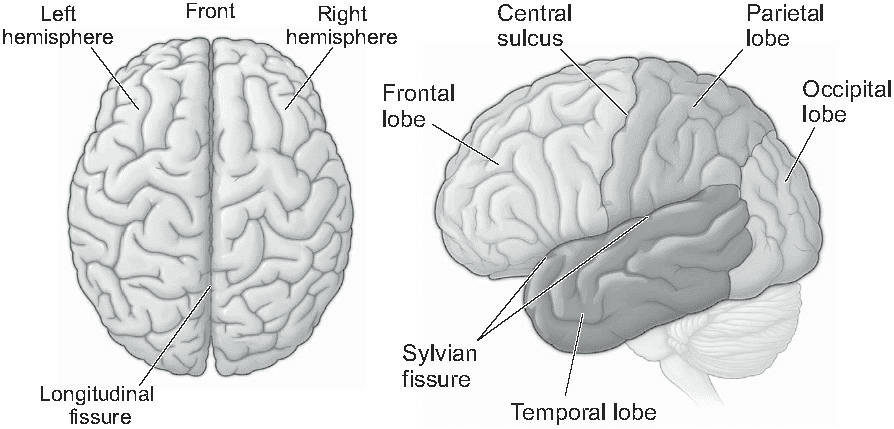 Left
hemisphere
Front
Right
hemisphere
Longitudinal
fissure
Central
sulcus
Parietal
lobe
Frontal
lobe
Occipital
lobe
Sylvian
fissure
Temporal lobe